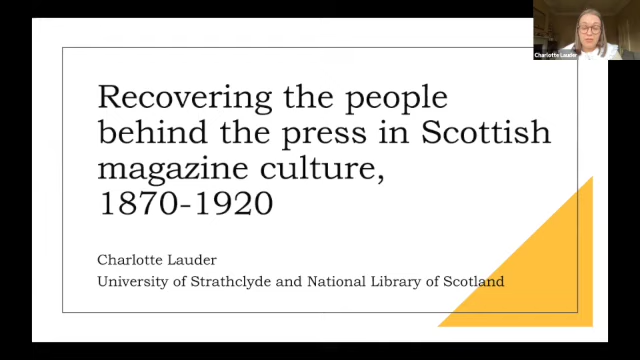 Charlotte Lauder
Recovering the people
behind the press in Scottish
magazine culture,
1870-1920
Charlotte Lauder
University of Strathclyde and National Library of Scotland